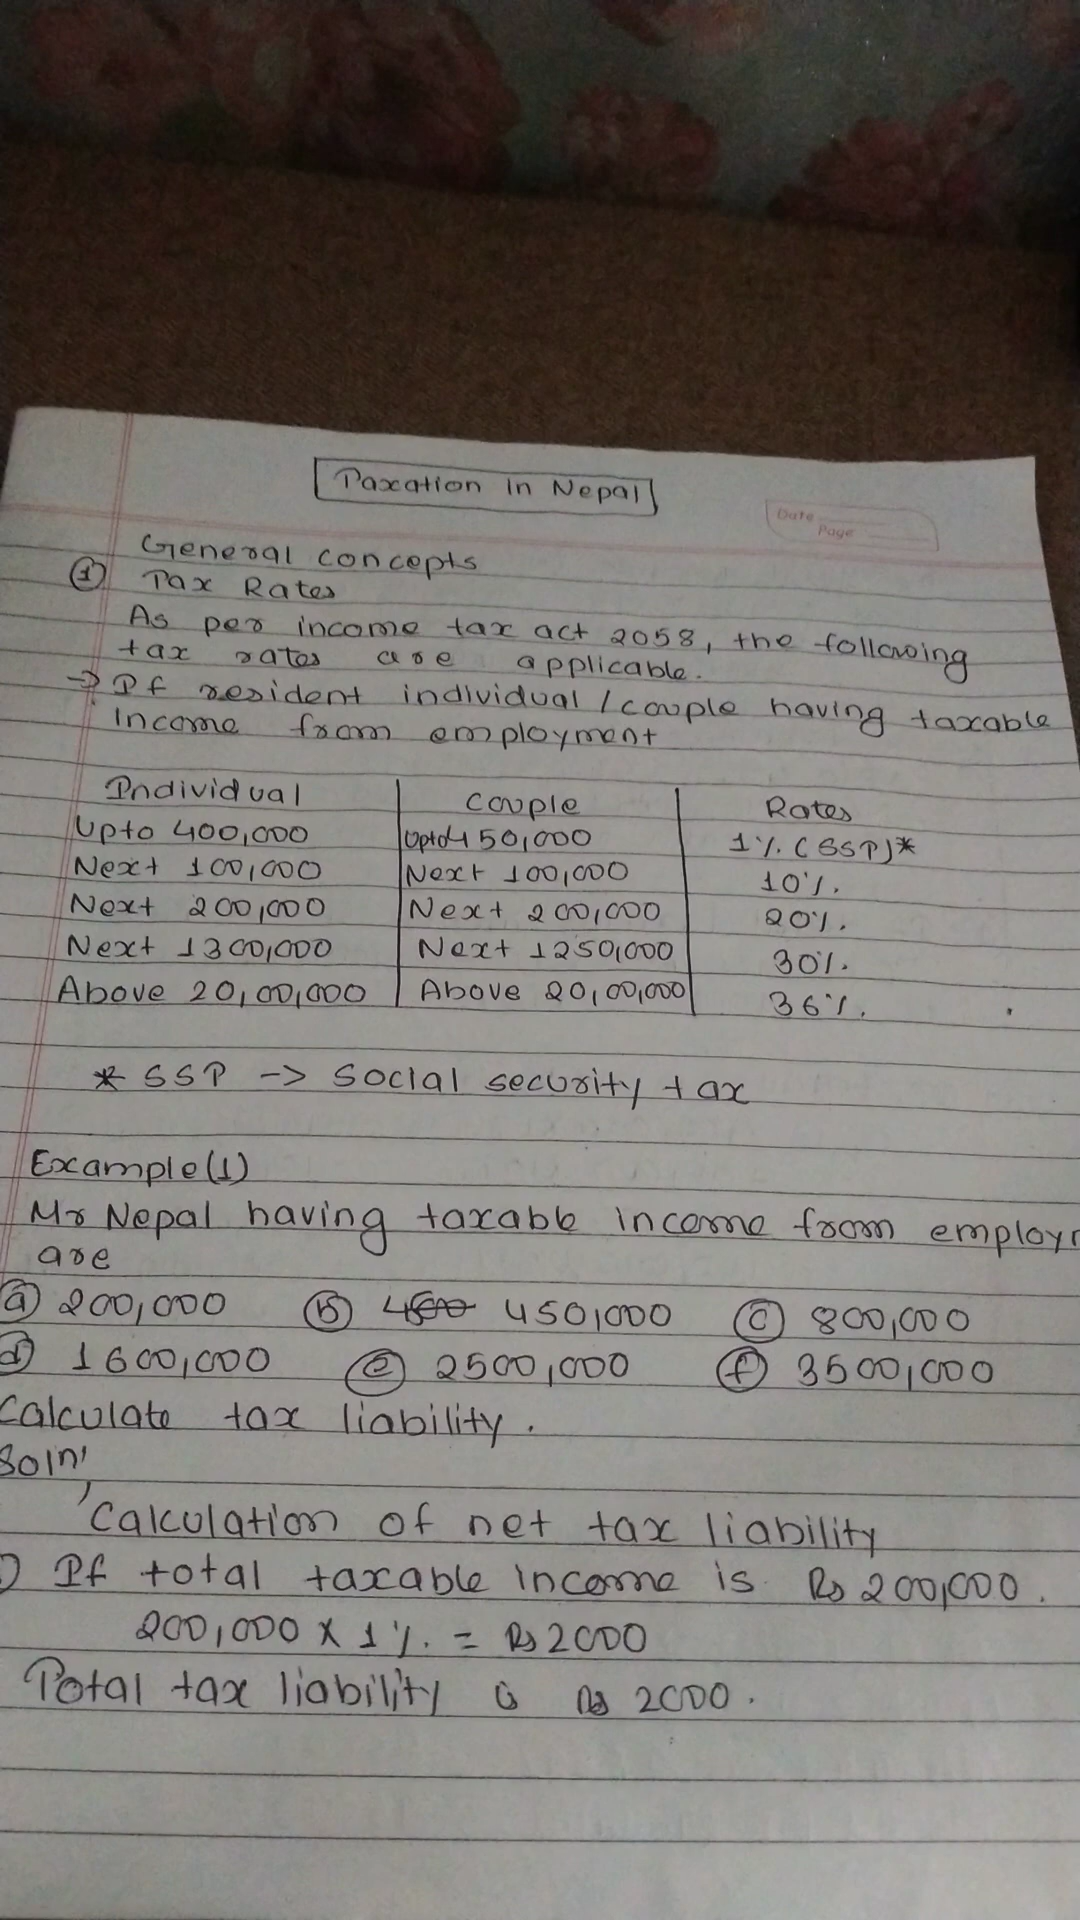 Taxation in Nepal
Date
Page
General concepts
① Tax Rates
As per income tax act 2058, the following
tax rates are applicable.
→ If resident individual / couple having taxable
income from employment
Individual | couple | Rates
Upto 400,000 | Upto 450,000 | 1% (SST)*
Next 100,000 | Next 100,000 | 10%.
Next 200,000 | Next 200,000 | 20%.
Next 1300,000 | Next 1250,000 | 30%.
Above 20,00,000 | Above 20,00,000 | 36%.
* SST -> Social security tax
Example(1)
Mr Nepal having taxable income from employ
are
ⓐ 200,000 ⓑ 450,000 ⓒ 800,000
ⓓ 1600,000 ⓔ 2500,000 ⓕ 3500,000
Calculate tax liability.
Soln'
Calculation of net tax liability
) If total taxable income is Rs 200,000.
200,000 x 1%. = Rs 2000
Total tax liability is Rs 2000.